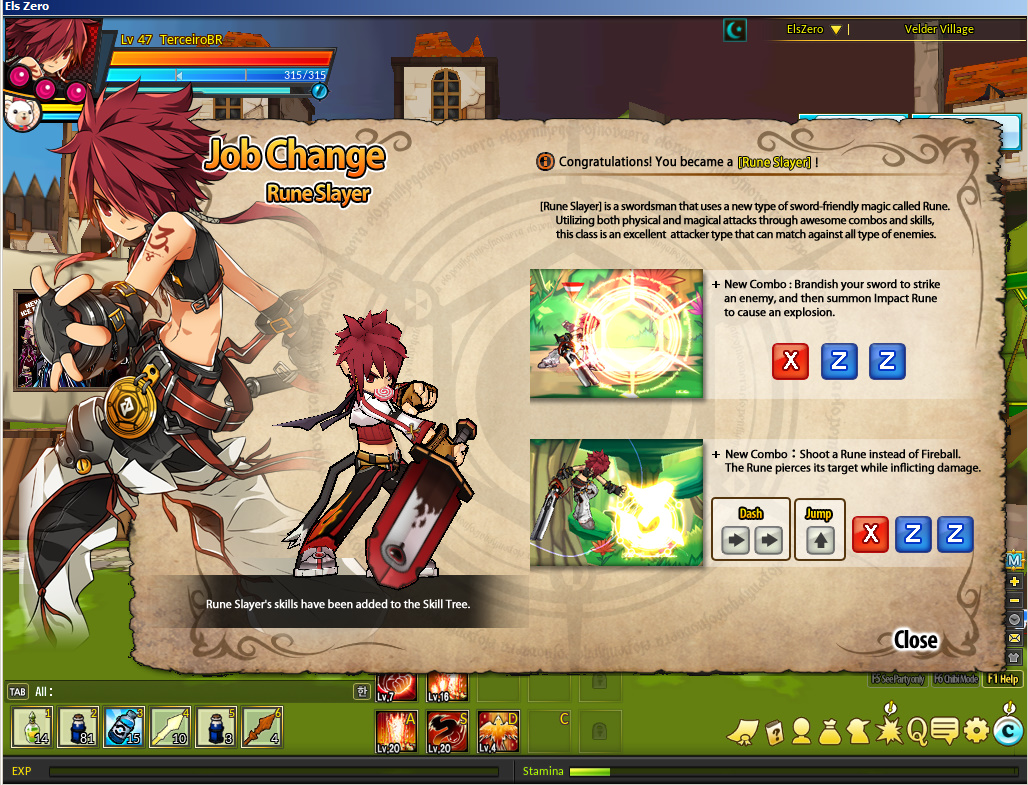 Els Zero
Lv 47 TerceiroBR
315/315
ElsZero
Velder Village
Job Change
Rune Slayer
Congratulations! You became a [Rune Slayer] !
[Rune Slayer] is a swordsman that uses a new type of sword-friendly magic called Rune.
Utilizing both physical and magical attacks through awesome combos and skills,
this class is an excellent attacker type that can match against all type of enemies.
+ New Combo : Brandish your sword to strike
an enemy, and then summon Impact Rune
to cause an explosion.
X Z Z
+ New Combo : Shoot a Rune instead of Fireball.
The Rune pierces its target while inflicting damage.
Dash
Jump
X Z Z
Rune Slayer's skills have been added to the Skill Tree.
Close
M
F5 See Party only
F6 Chibi Mode
F1 Help
TAB All :
한
Lv,7
Lv,16
1 14
2 81
3 15
4 10
5 3
6 4
A Lv,20
S Lv,20
D Lv,4
C
Q
C
EXP
Stamina